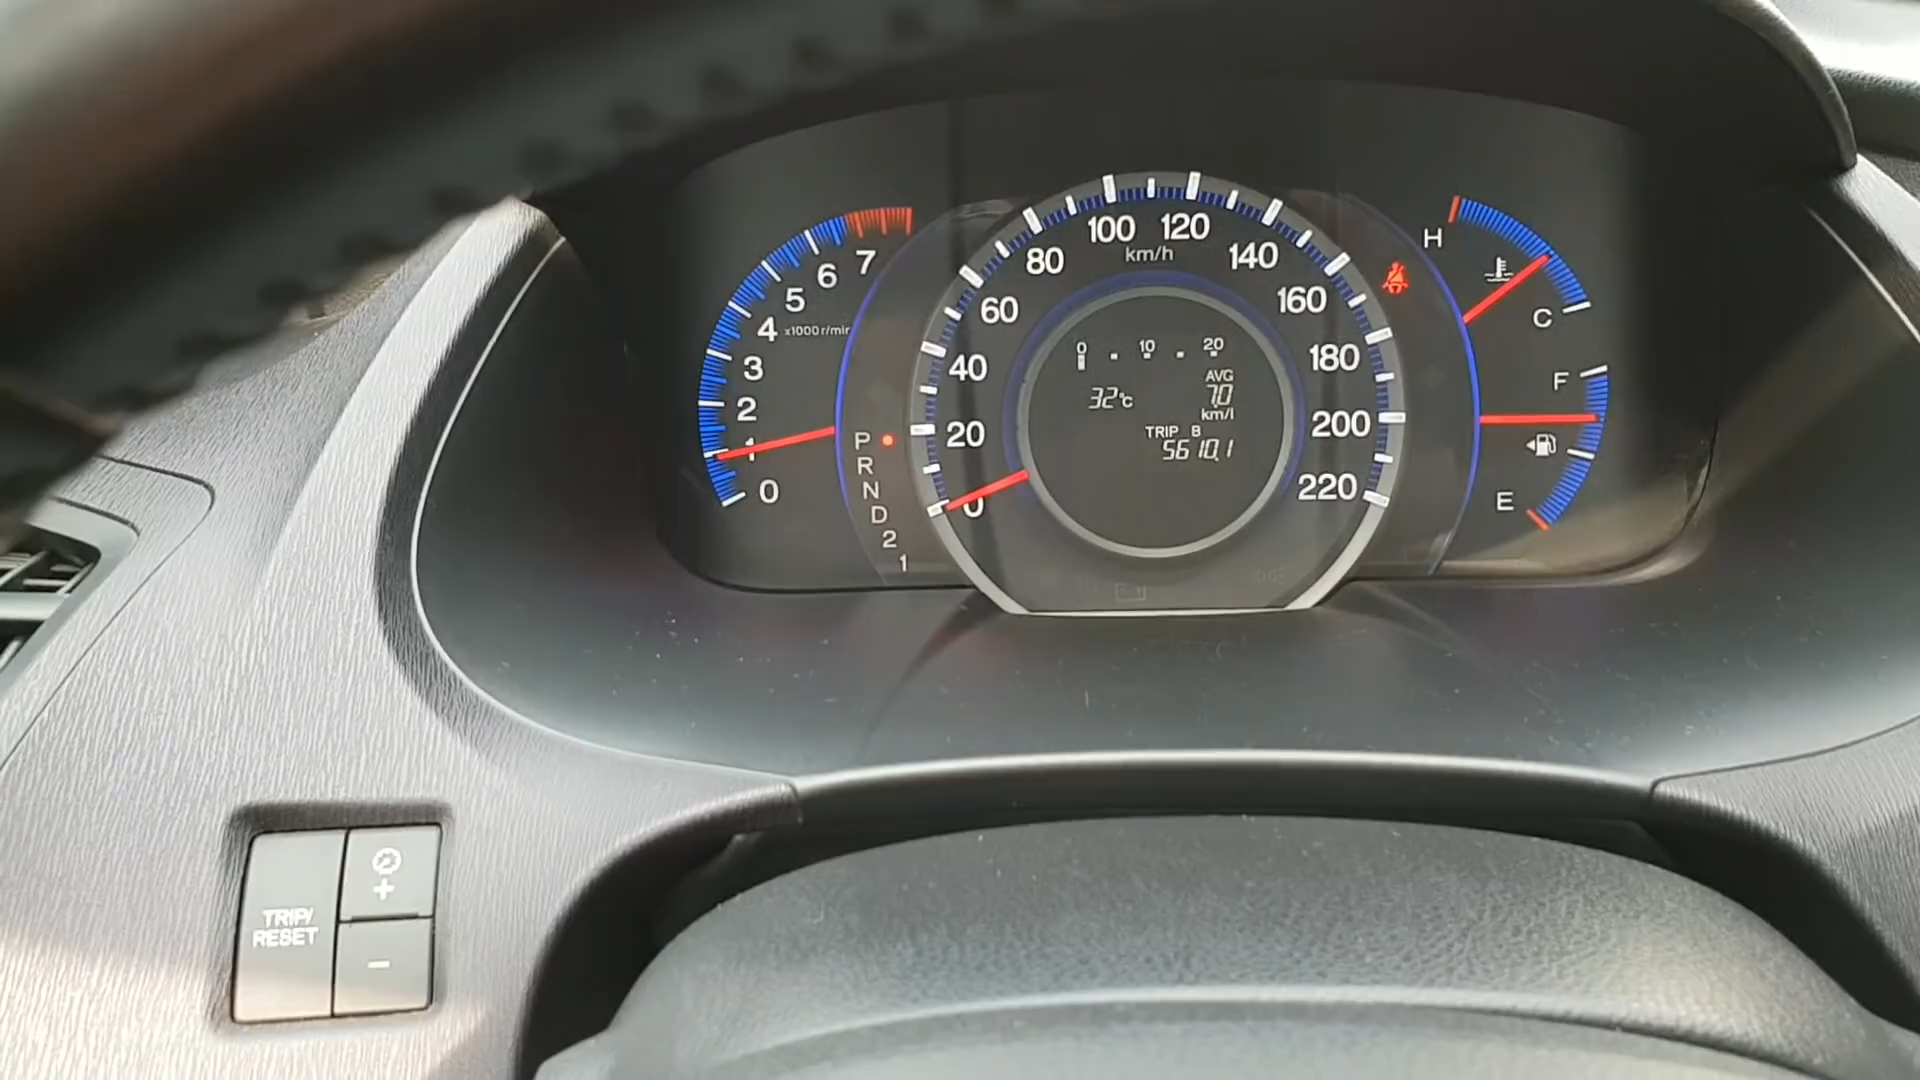 7
6
5
4 x1000r/min
3
2
1
0
P
R
N
D
2
1
0
20
40
60
80
100
120
140
160
180
200
220
km/h
0 10 20
AVG
32°C 7.0
km/l
TRIP B
5610.1
H
C
F
E
TRIP/
RESET
+
-